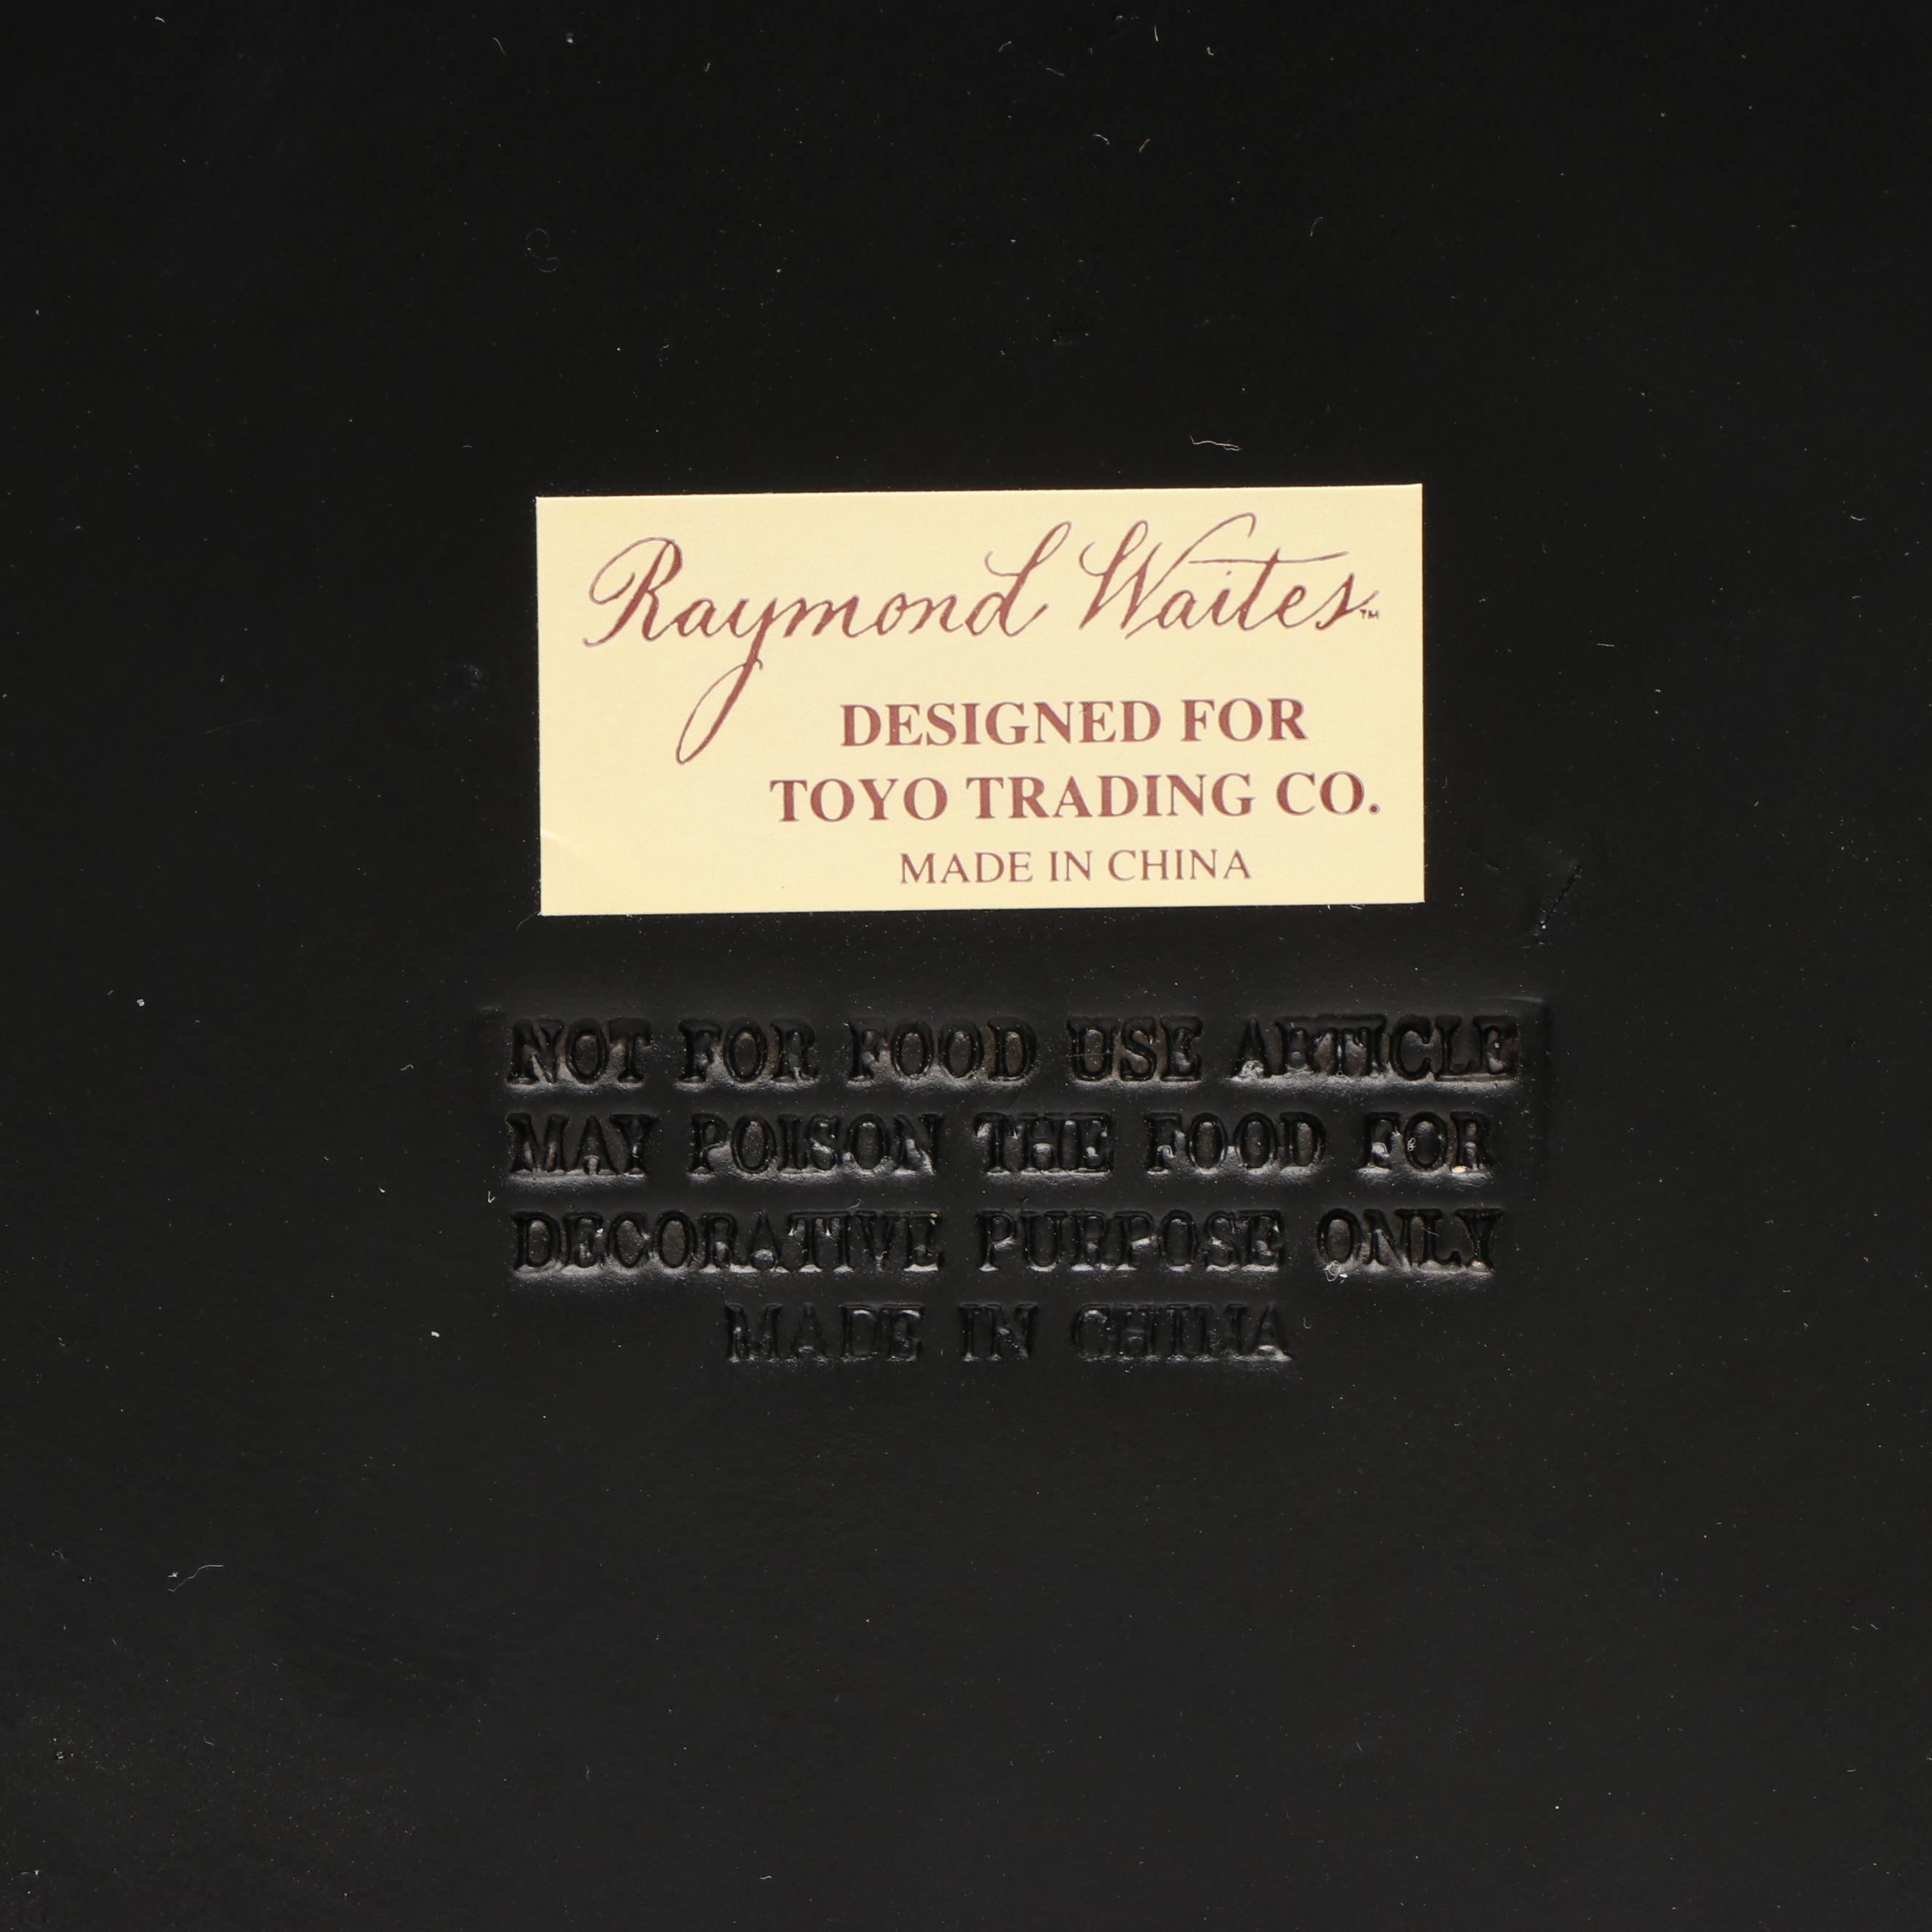 Raymond Waites™
DESIGNED FOR
TOYO TRADING CO.
MADE IN CHINA
NOT FOR FOOD USE ARTICLE
MAY POISON THE FOOD FOR
DECORATIVE PURPOSE ONLY
MADE IN CHINA